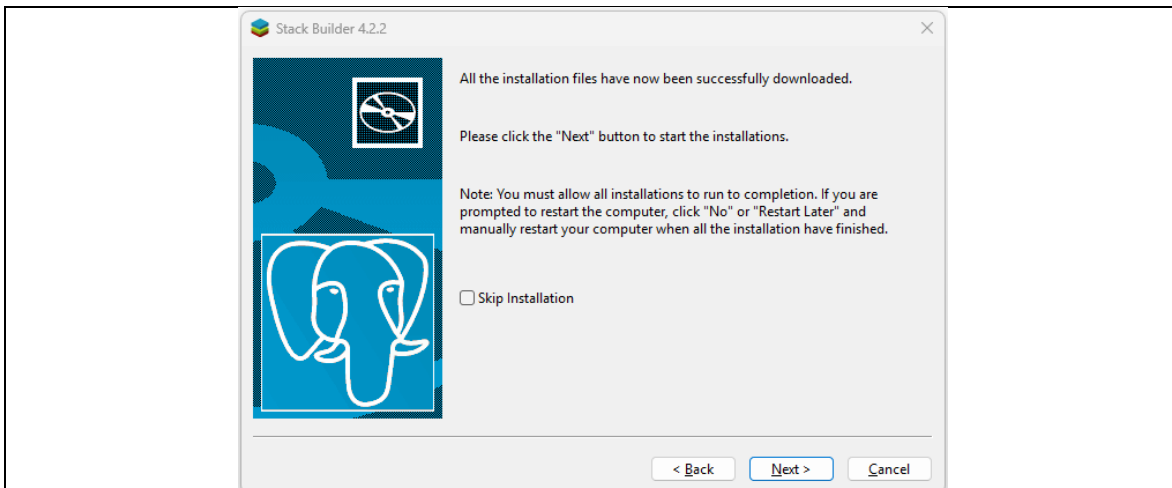 Stack Builder 4.2.2
All the installation files have now been successfully downloaded.
Please click the "Next" button to start the installations.
Note: You must allow all installations to run to completion. If you are
prompted to restart the computer, click "No" or "Restart Later" and
manually restart your computer when all the installation have finished.
Skip Installation
< Back Next > Cancel